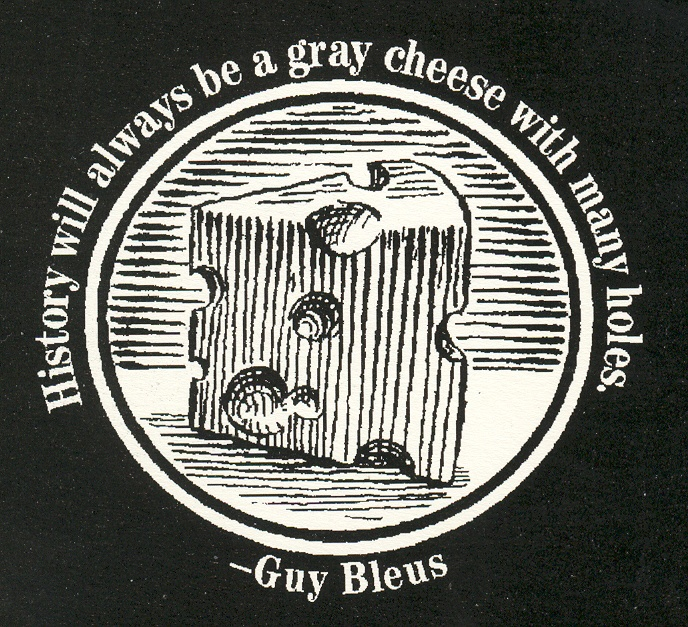 History will always be a gray cheese with many holes.
–Guy Bleus